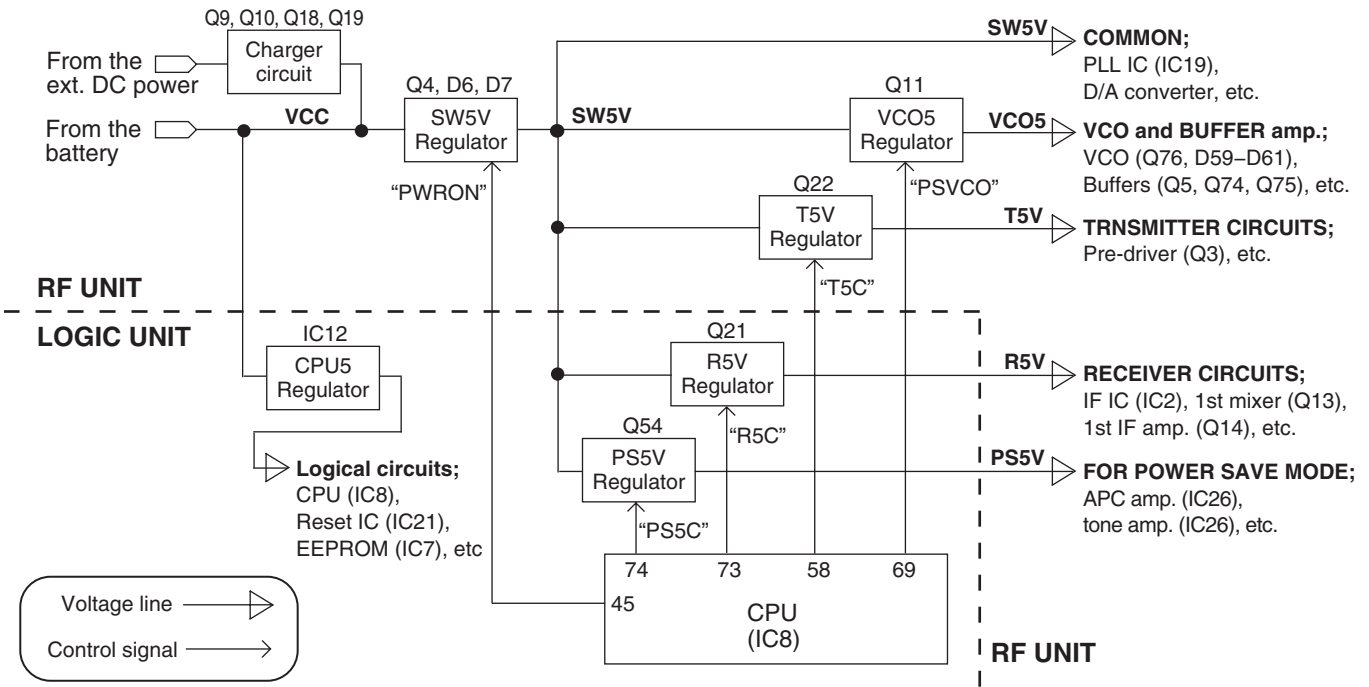 Q9, Q10, Q18, Q19
From the
ext. DC power
Charger
circuit
From the
battery
VCC
Q4, D6, D7
SW5V
Regulator
"PWRON"
SW5V
SW5V
COMMON;
PLL IC (IC19),
D/A converter, etc.
Q11
VCO5
Regulator
"PSVCO"
VCO5
VCO and BUFFER amp.;
VCO (Q76, D59–D61),
Buffers (Q5, Q74, Q75), etc.
Q22
T5V
Regulator
"T5C"
T5V
TRNSMITTER CIRCUITS;
Pre-driver (Q3), etc.
RF UNIT
LOGIC UNIT
IC12
CPU5
Regulator
Logical circuits;
CPU (IC8),
Reset IC (IC21),
EEPROM (IC7), etc
Q21
R5V
Regulator
"R5C"
R5V
RECEIVER CIRCUITS;
IF IC (IC2), 1st mixer (Q13),
1st IF amp. (Q14), etc.
Q54
PS5V
Regulator
"PS5C"
PS5V
FOR POWER SAVE MODE;
APC amp. (IC26),
tone amp. (IC26), etc.
74 73 58 69
45
CPU
(IC8)
RF UNIT
Voltage line
Control signal